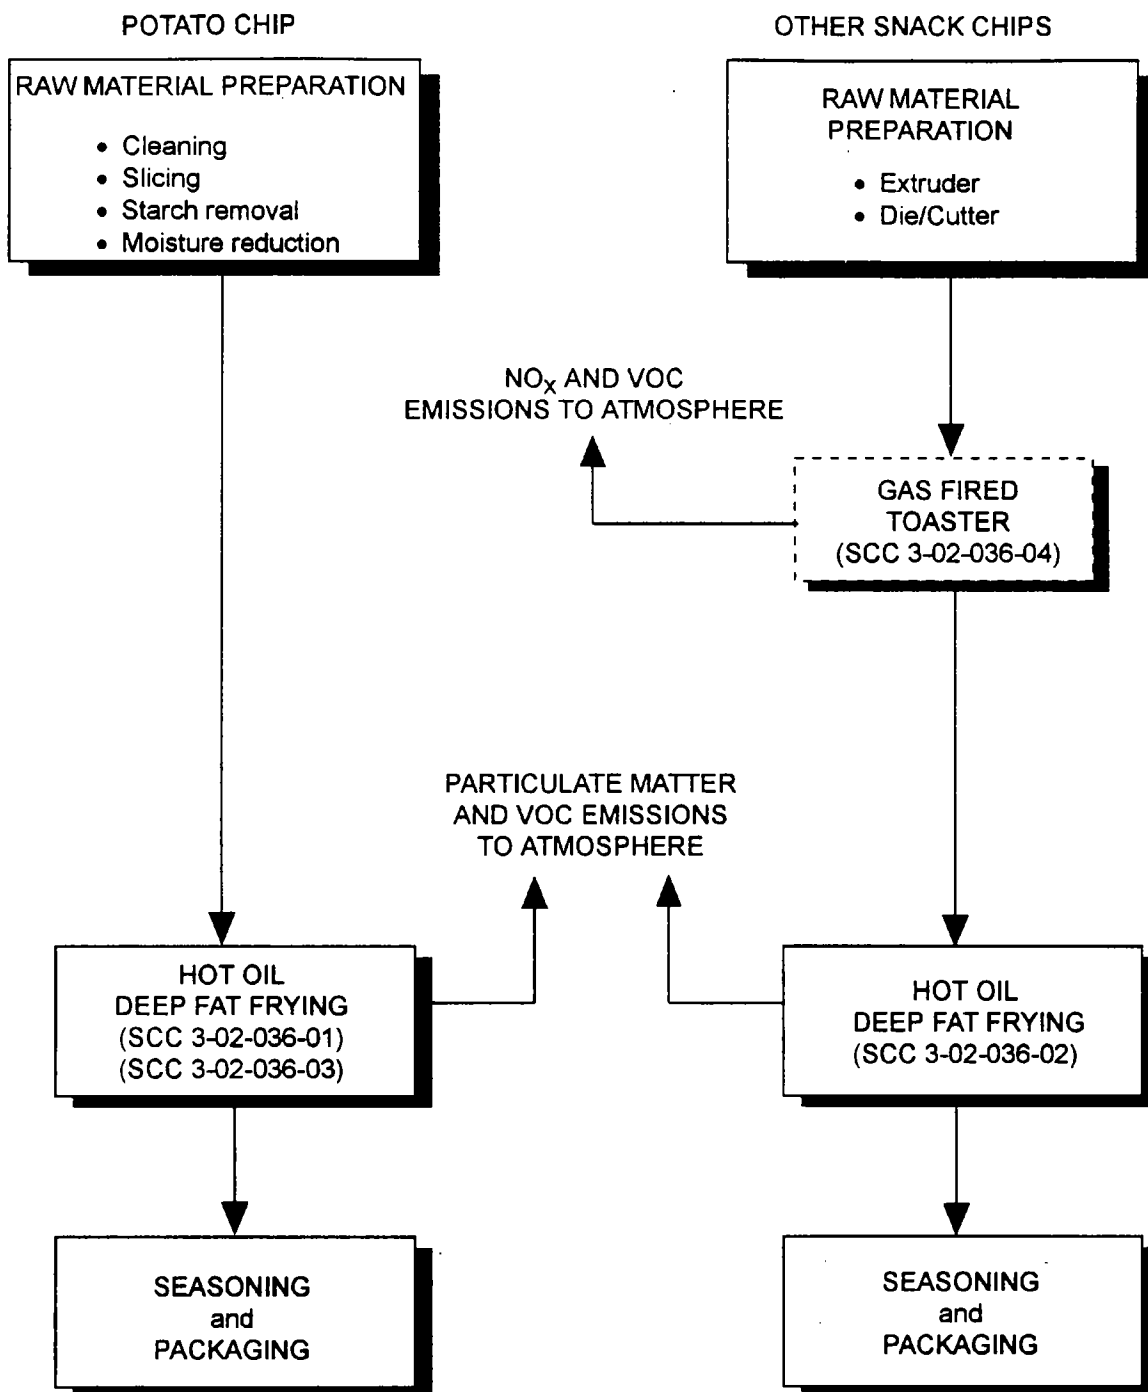 POTATO CHIP
RAW MATERIAL PREPARATION
• Cleaning
• Slicing
• Starch removal
• Moisture reduction
OTHER SNACK CHIPS
RAW MATERIAL
PREPARATION
• Extruder
• Die/Cutter
NOX AND VOC
EMISSIONS TO ATMOSPHERE
GAS FIRED
TOASTER
(SCC 3-02-036-04)
PARTICULATE MATTER
AND VOC EMISSIONS
TO ATMOSPHERE
HOT OIL
DEEP FAT FRYING
(SCC 3-02-036-01)
(SCC 3-02-036-03)
HOT OIL
DEEP FAT FRYING
(SCC 3-02-036-02)
SEASONING
and
PACKAGING
SEASONING
and
PACKAGING